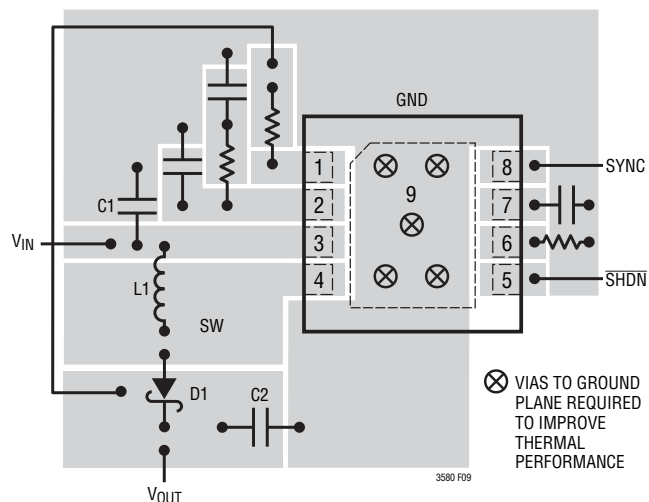 GND
1
2
3
4
9
8
7
6
5
SYNC
SHDN
C1
VIN
L1
SW
D1
C2
VOUT
VIAS TO GROUND
PLANE REQUIRED
TO IMPROVE
THERMAL
PERFORMANCE
3580 F09